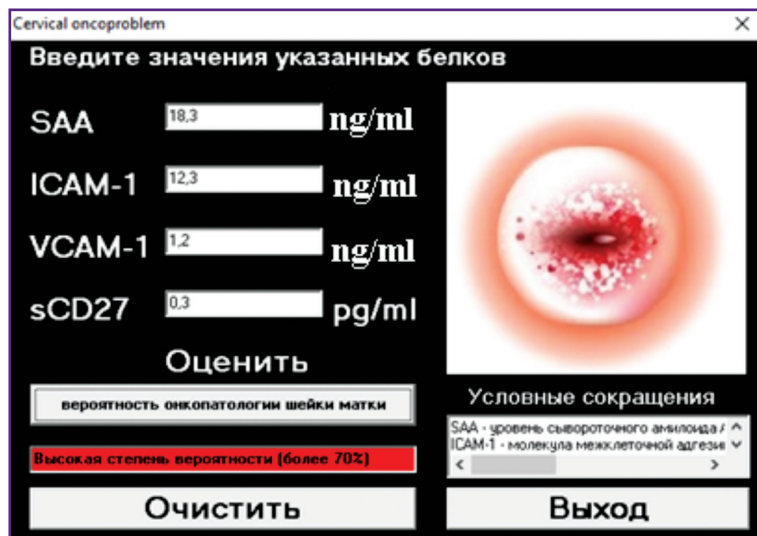 Cervical oncoproblem
Введите значения указанных белков
SAA 18,3 ng/ml
ICAM-1 12,3 ng/ml
VCAM-1 1,2 ng/ml
sCD27 0,3 pg/ml
Оценить
вероятность онкопатологии шейки матки
Высокая степень вероятности (более 70%)
Очистить
Условные сокращения
SAA - уровень сывороточного амилоида
ICAM-1 - молекула межклеточной
Выход